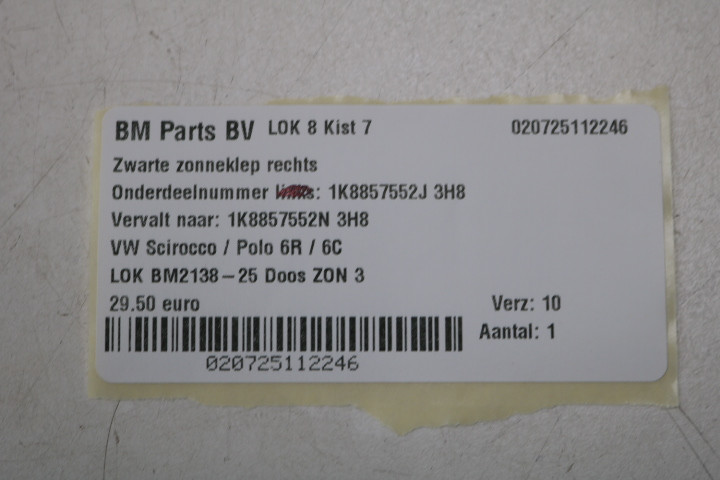 BM Parts BV LOK 8 Kist 7 020725112246
Zwarte zonneklep rechts
Onderdeelnummer links: 1K8857552J 3H8
Vervalt naar: 1K8857552N 3H8
VW Scirocco / Polo 6R / 6C
LOK BM2138-25 Doos ZON 3
29.50 euro Verz: 10
Aantal: 1
020725112246